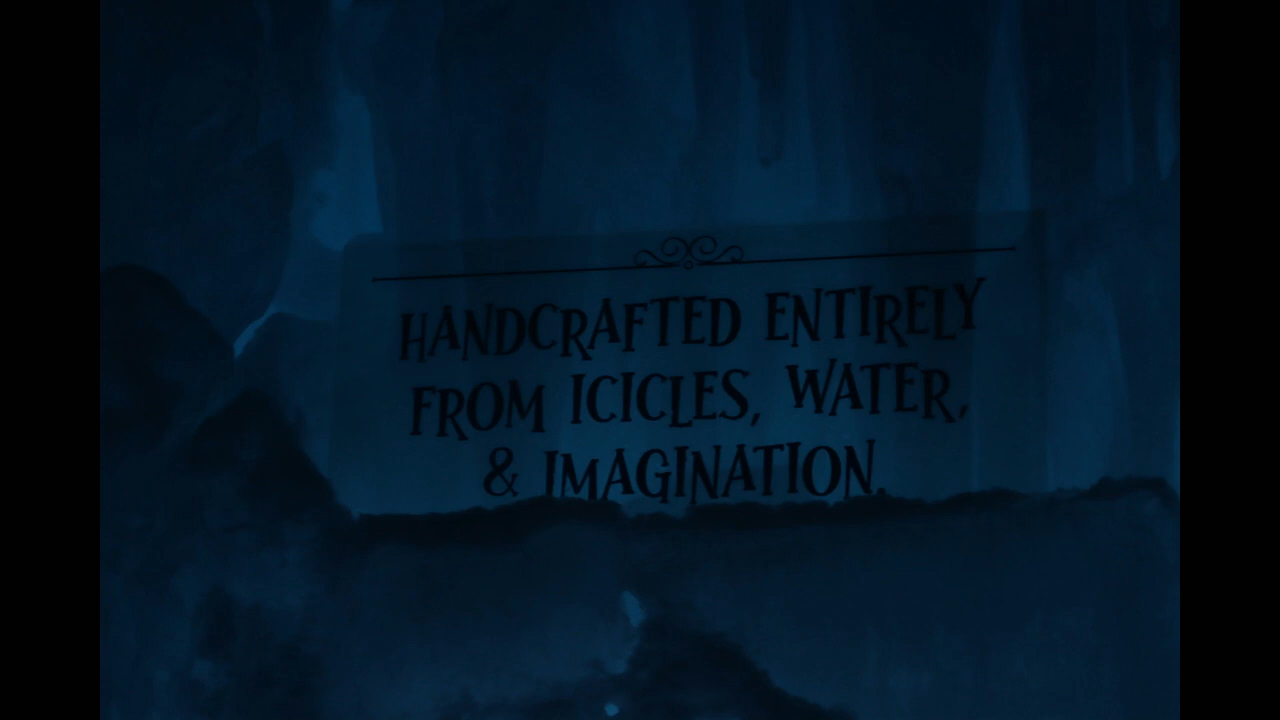 HANDCRAFTED ENTIRELY
FROM ICICLES, WATER,
& IMAGINATION.